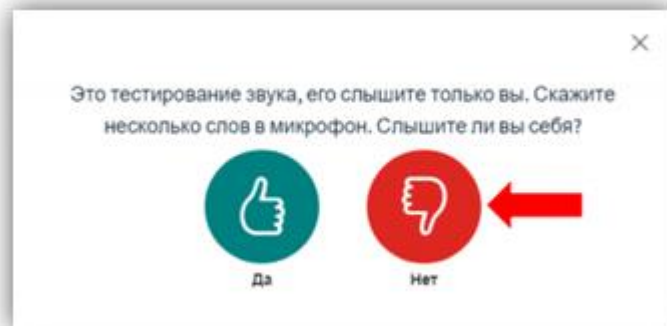 Это тестирование звука, его слышите только вы. Скажите
несколько слов в микрофон. Слышите ли вы себя?
Да
Нет